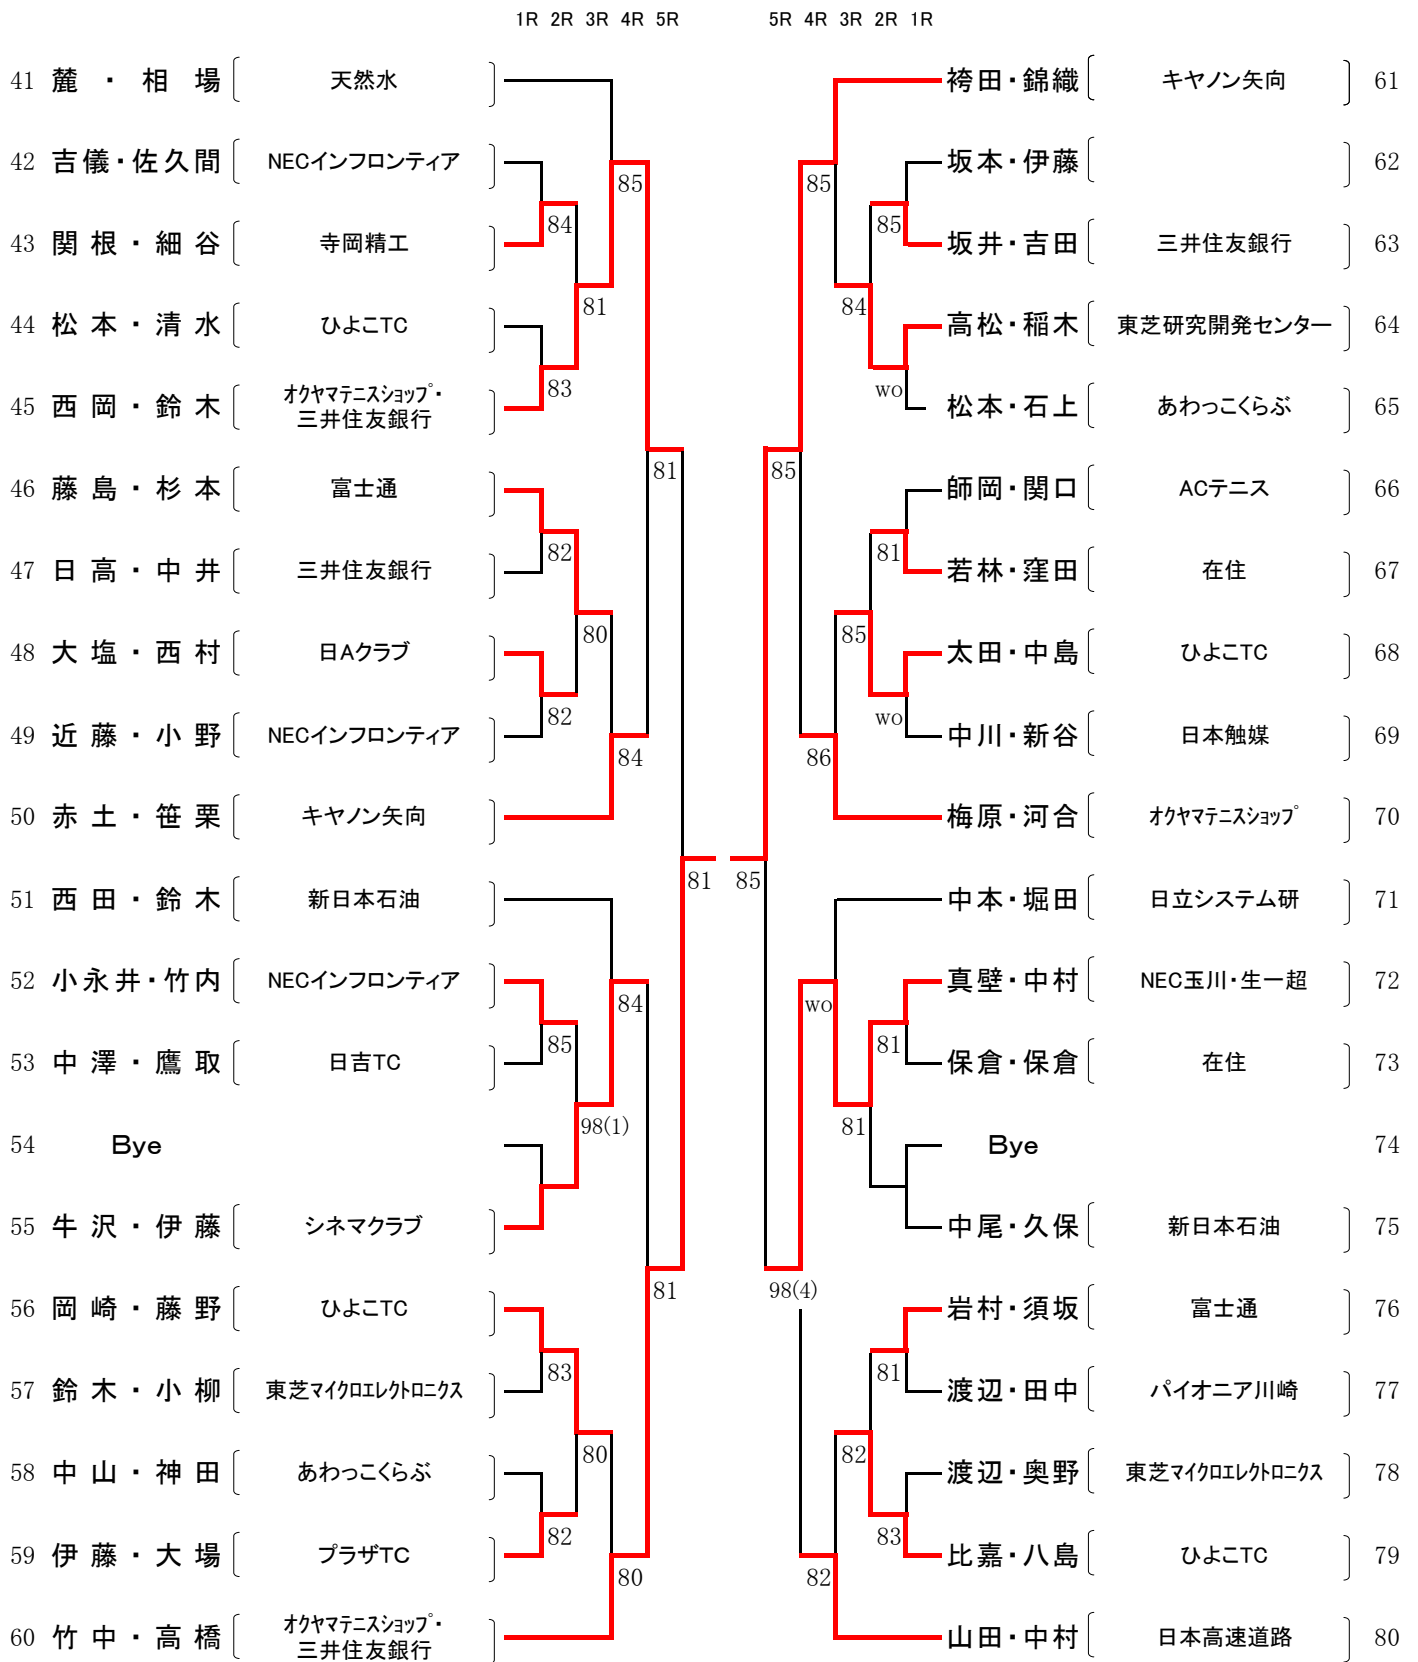 1R 2R 3R 4R 5R
5R 4R 3R 2R 1R
41 麓・相場 天然水
42 吉儀・佐久間 NECインフロンティア
43 関根・細谷 寺岡精工
44 松本・清水 ひよこTC
45 西岡・鈴木 オクヤマテニスショップ・
三井住友銀行
46 藤島・杉本 富士通
47 日高・中井 三井住友銀行
48 大塩・西村 日Aクラブ
49 近藤・小野 NECインフロンティア
50 赤土・笹栗 キヤノン矢向
51 西田・鈴木 新日本石油
52 小永井・竹内 NECインフロンティア
53 中澤・鷹取 日吉TC
54 Bye
55 牛沢・伊藤 シネマクラブ
56 岡崎・藤野 ひよこTC
57 鈴木・小柳 東芝マイクロエレクトロニクス
58 中山・神田 あわっこくらぶ
59 伊藤・大場 プラザTC
60 竹中・高橋 オクヤマテニスショップ・
三井住友銀行
84
83
82
82
85
83
82
81
80
98(1)
80
85
84
84
80
81
81
81
85
85
98(4)
85
86
wo
82
84
85
81
82
85
wo
81
wo
81
81
83
袴田・錦織 キヤノン矢向 61
坂本・伊藤 62
坂井・吉田 三井住友銀行 63
高松・稲木 東芝研究開発センター 64
松本・石上 あわっこくらぶ 65
師岡・関口 ACテニス 66
若林・窪田 在住 67
太田・中島 ひよこTC 68
中川・新谷 日本触媒 69
梅原・河合 オクヤマテニスショップ 70
中本・堀田 日立システム研 71
真壁・中村 NEC玉川・生一超 72
保倉・保倉 在住 73
Bye 74
中尾・久保 新日本石油 75
岩村・須坂 富士通 76
渡辺・田中 パイオニア川崎 77
渡辺・奥野 東芝マイクロエレクトロニクス 78
比嘉・八島 ひよこTC 79
山田・中村 日本高速道路 80